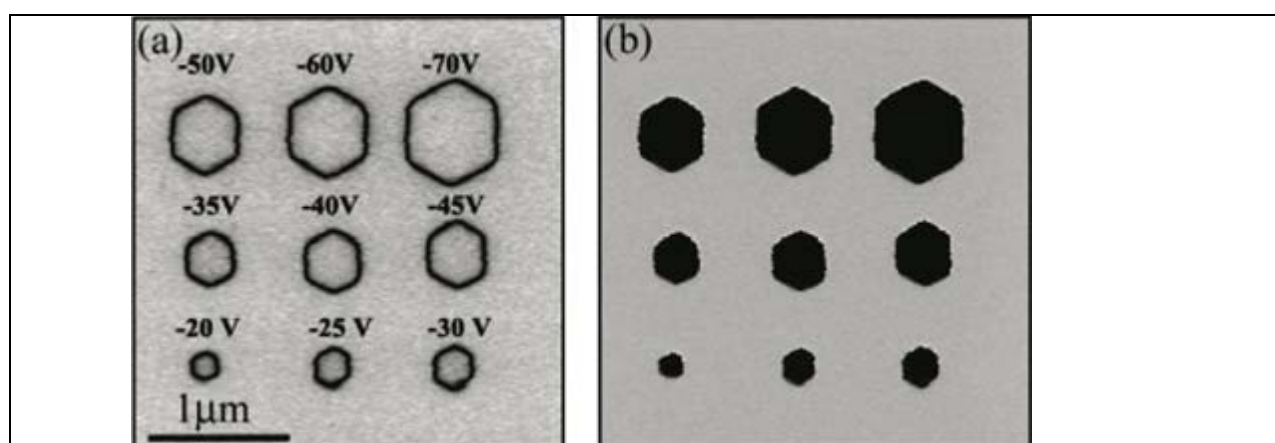 (a)
-50V -60V -70V
-35V -40V -45V
-20 V -25 V -30 V
1μm
(b)